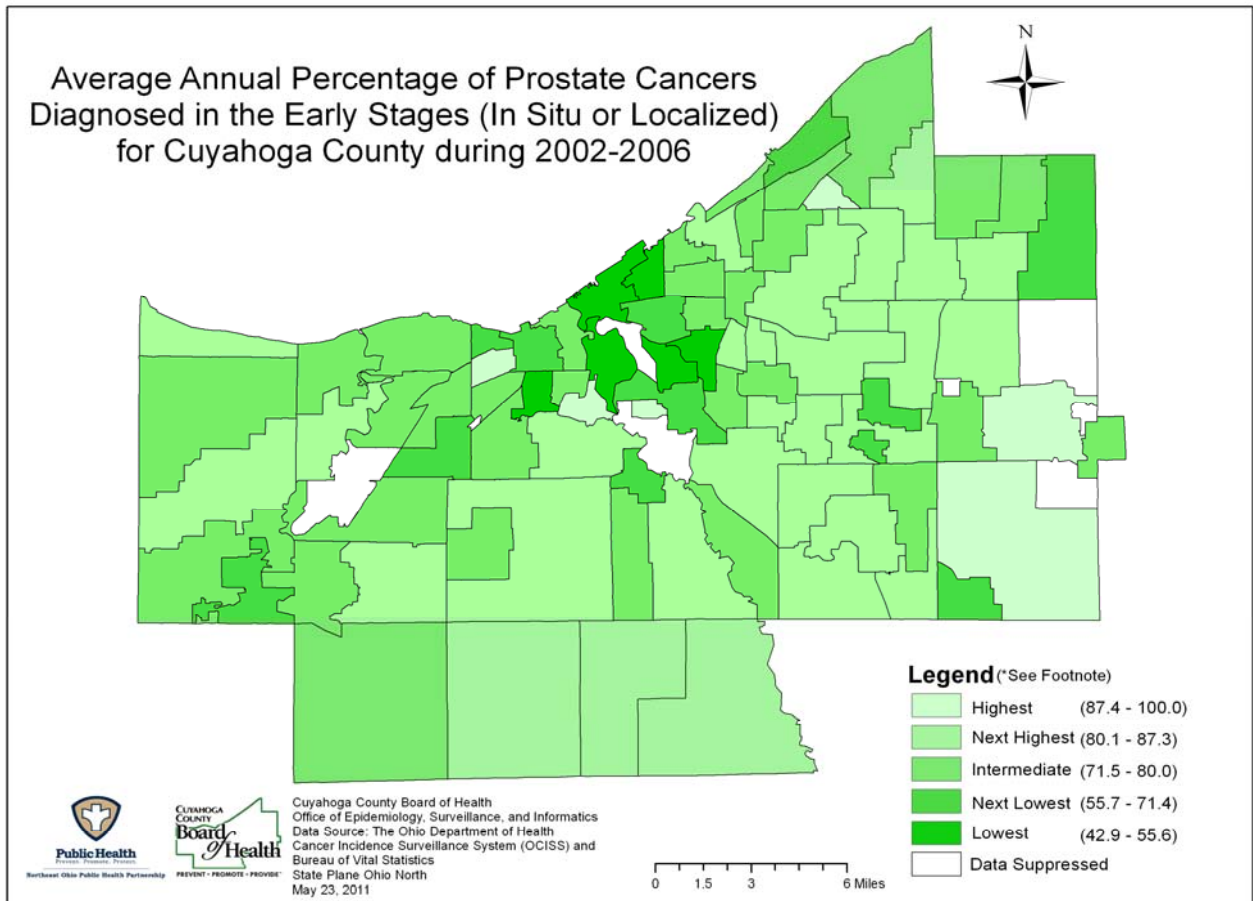 Average Annual Percentage of Prostate Cancers
Diagnosed in the Early Stages (In Situ or Localized)
for Cuyahoga County during 2002-2006
N
Legend (*See Footnote)
Highest (87.4 - 100.0)
Next Highest (80.1 - 87.3)
Intermediate (71.5 - 80.0)
Next Lowest (55.7 - 71.4)
Lowest (42.9 - 55.6)
Data Suppressed
Public Health
Prevent. Promote. Protect.
Northeast Ohio Public Health Partnership
CUYAHOGA
COUNTY
Board
of Health
PREVENT • PROMOTE • PROVIDE
Cuyahoga County Board of Health
Office of Epidemiology, Surveillance, and Informatics
Data Source: The Ohio Department of Health
Cancer Incidence Surveillance System (OCISS) and
Bureau of Vital Statistics
State Plane Ohio North
May 23, 2011
0 1.5 3 6 Miles